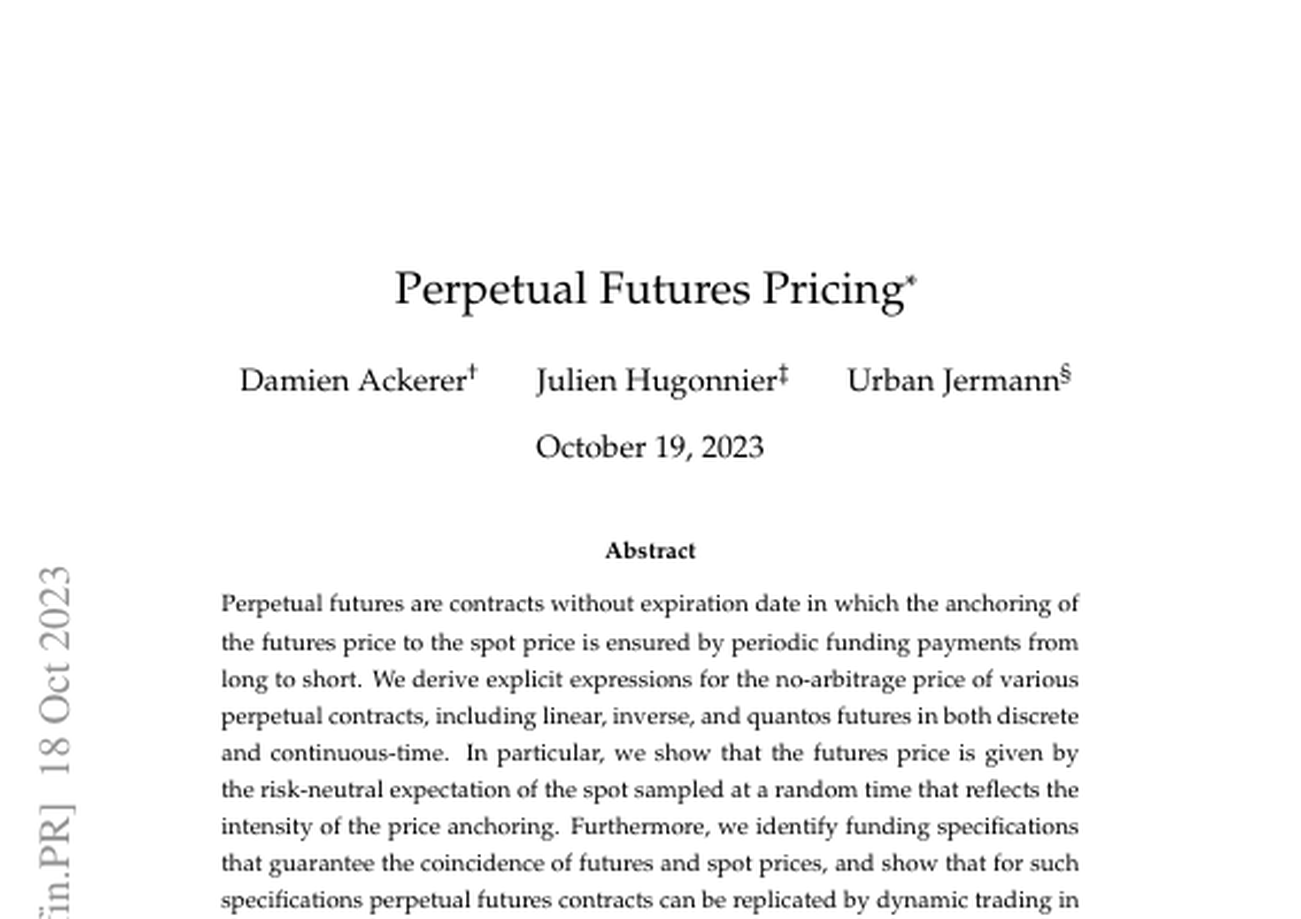 Perpetual Futures Pricing*
Damien Ackerer† Julien Hugonnier‡ Urban Jermann§
October 19, 2023
Abstract
Perpetual futures are contracts without expiration date in which the anchoring of
the futures price to the spot price is ensured by periodic funding payments from
long to short. We derive explicit expressions for the no-arbitrage price of various
perpetual contracts, including linear, inverse, and quantos futures in both discrete
and continuous-time. In particular, we show that the futures price is given by
the risk-neutral expectation of the spot sampled at a random time that reflects the
intensity of the price anchoring. Furthermore, we identify funding specifications
that guarantee the coincidence of futures and spot prices, and show that for such
specifications perpetual futures contracts can be replicated by dynamic trading in
fin.PR] 18 Oct 2023